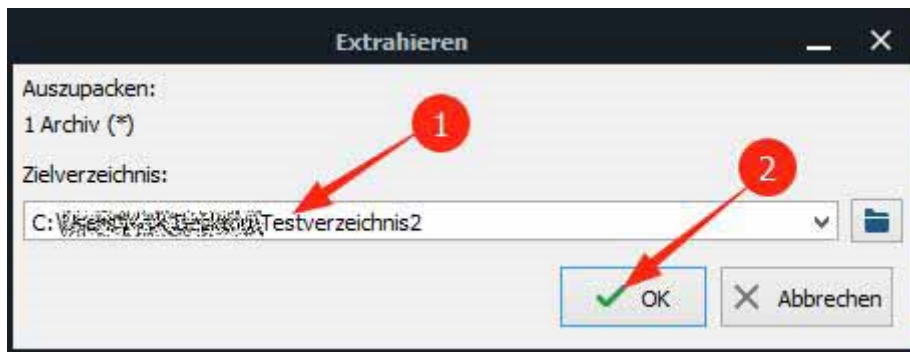 Extrahieren
Auszupacken:
1 Archiv (*)
1
Zielverzeichnis:
2
C:\ Testverzeichnis2
OK
Abbrechen